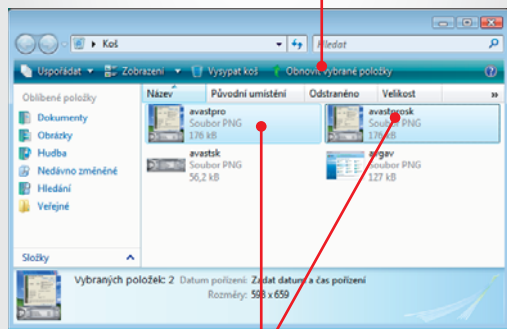 Koš
Hledat
Uspořádat Zobrazení Vysypat koš Obnovit vybrané položky
Oblíbené položky
Dokumenty
Obrázky
Hudba
Nedávno změněné
Hledání
Veřejné
Složky
Název Původní umístění Odstraněno Velikost »
avastpro
Soubor PNG
176 kB
avastprosk
Soubor PNG
176 kB
avastsk
Soubor PNG
56,2 kB
avgav
Soubor PNG
127 kB
Vybraných položek: 2 Datum pořízení: Zadat datum a čas pořízení
Rozměry: 598 x 659